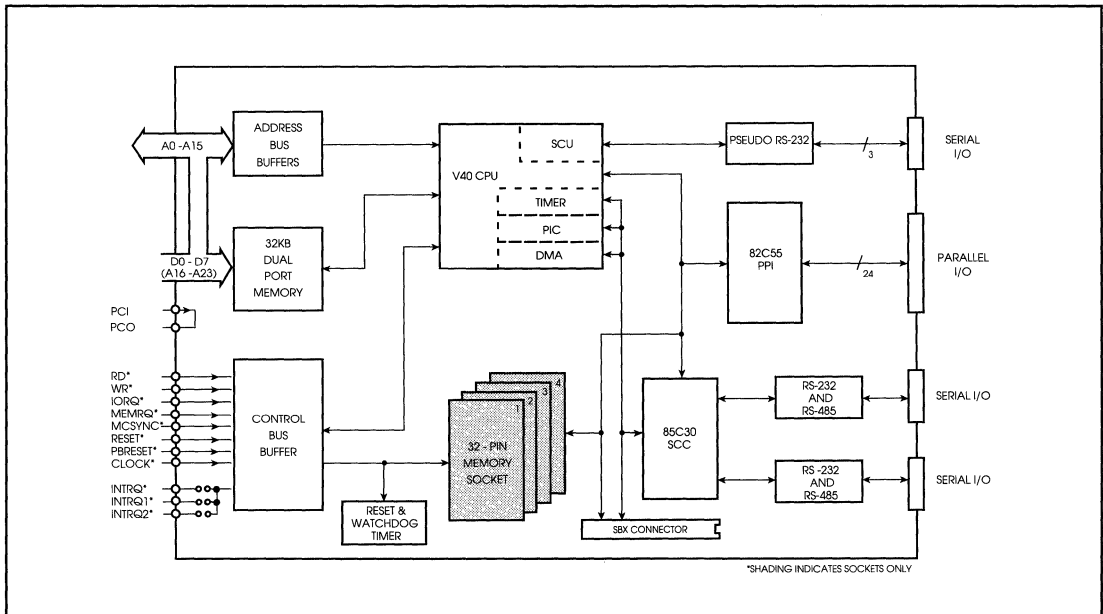 A0 -A15
ADDRESS
BUS
BUFFERS
V40 CPU
SCU
TIMER
PIC
DMA
PSEUDO RS-232
3
SERIAL
I/O
D0 - D7
(A16 -A23)
32KB
DUAL
PORT
MEMORY
82C55
PPI
24
PARALLEL
I/O
PCI
PCO
RD*
WR*
IORQ*
MEMRQ*
MCSYNC*
RESET*
PBRESET*
CLOCK*
INTRQ*
INTRQ1*
INTRQ2*
CONTROL
BUS
BUFFER
4
3
2
1
32 - PIN
MEMORY
SOCKET
RESET &
WATCHDOG
TIMER
85C30
SCC
RS-232
AND
RS-485
SERIAL I/O
RS -232
AND
RS-485
SERIAL I/O
SBX CONNECTOR
*SHADING INDICATES SOCKETS ONLY